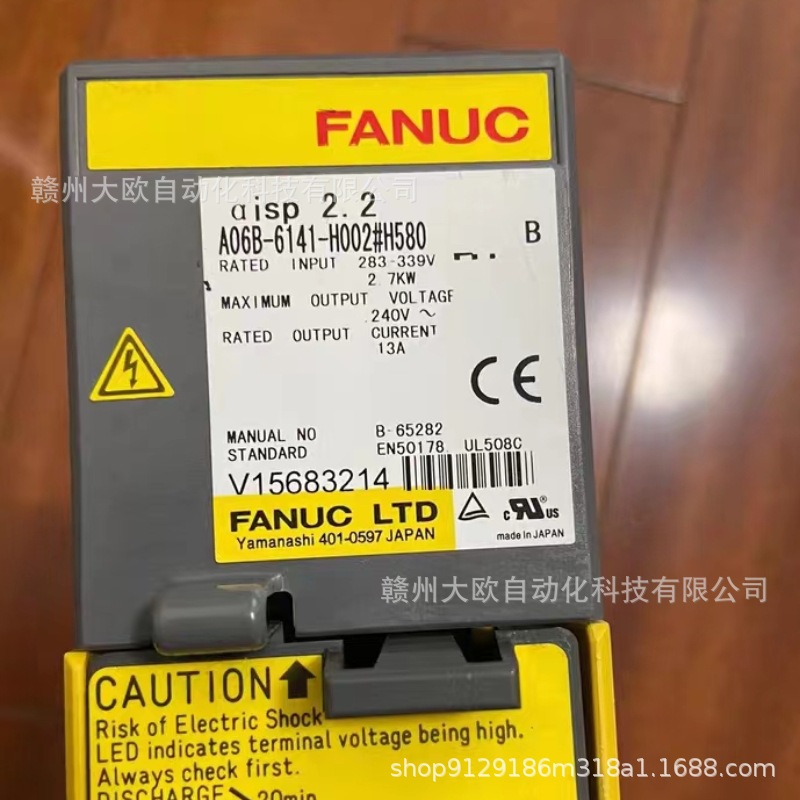 FANUC
赣州大欧自动化科技有限公司
αisp 2.2
A06B-6141-H002#H580 B
RATED INPUT 283-339V
2.7KW
MAXIMUM OUTPUT VOLTAGE
240V ~
RATED OUTPUT CURRENT
13A
CE
MANUAL NO B-65282
STANDARD EN50178 UL508C
V15683214
FANUC LTD
Yamanashi 401-0597 JAPAN
c RU US
made in JAPAN
赣州大欧自动化科技有限公司
CAUTION
Risk of Electric Shock
LED indicates terminal voltage being high.
Always check first.
DISCHARGE > 20min
shop9129186m318a1.1688.com